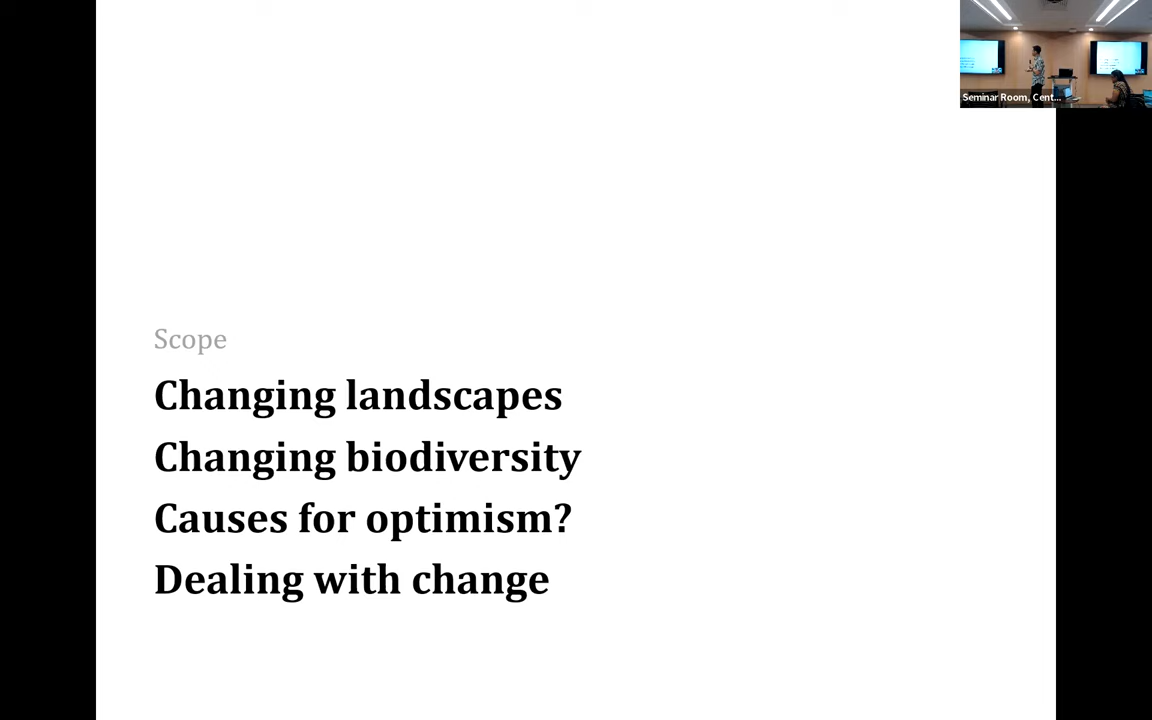 Seminar Room, Cent...
Scope
Changing landscapes
Changing biodiversity
Causes for optimism?
Dealing with change